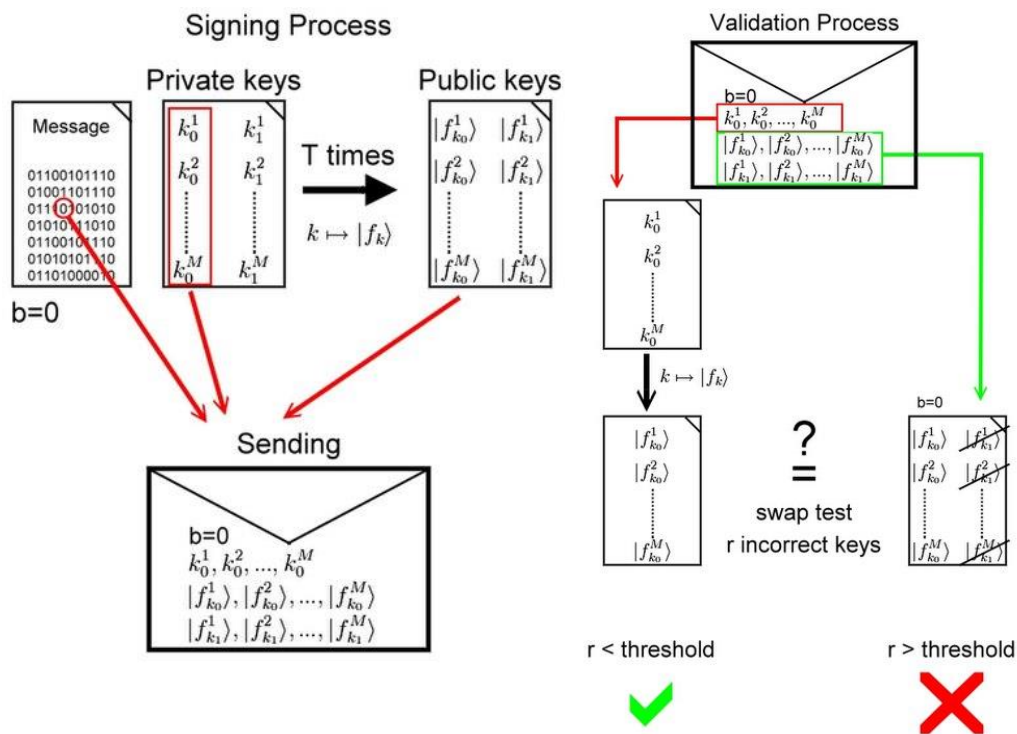 Signing Process
Private keys
Public keys
Message
01100101110
01001101110
01110101010
01010111010
01100101110
01010101110
01101000010
b=0
k_0^1 k_1^1
k_0^2 k_1^2
k_0^M k_1^M
T times
k ↦ |f_k⟩
|f_{k_0}^1⟩ |f_{k_1}^1⟩
|f_{k_0}^2⟩ |f_{k_1}^2⟩
|f_{k_0}^M⟩ |f_{k_1}^M⟩
Sending
b=0
k_0^1, k_0^2, ..., k_0^M
|f_{k_0}^1⟩, |f_{k_0}^2⟩, ..., |f_{k_0}^M⟩
|f_{k_1}^1⟩, |f_{k_1}^2⟩, ..., |f_{k_1}^M⟩
Validation Process
b=0
k_0^1, k_0^2, ..., k_0^M
|f_{k_0}^1⟩, |f_{k_0}^2⟩, ..., |f_{k_0}^M⟩
|f_{k_1}^1⟩, |f_{k_1}^2⟩, ..., |f_{k_1}^M⟩
k_0^1
k_0^2
k_0^M
k ↦ |f_k⟩
|f_{k_0}^1⟩
|f_{k_0}^2⟩
|f_{k_0}^M⟩
?
=
swap test
r incorrect keys
b=0
|f_{k_0}^1⟩ |f_{k_1}^1⟩
|f_{k_0}^2⟩ |f_{k_1}^2⟩
|f_{k_0}^M⟩ |f_{k_1}^M⟩
r < threshold
r > threshold